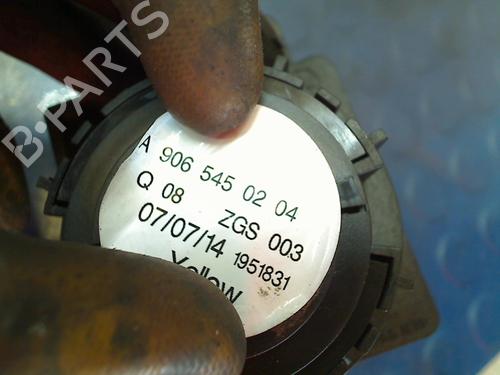 B-PARTS
A 906 545 02 04
Q 08 ZGS 003
07/07/14 1951831
Yellow